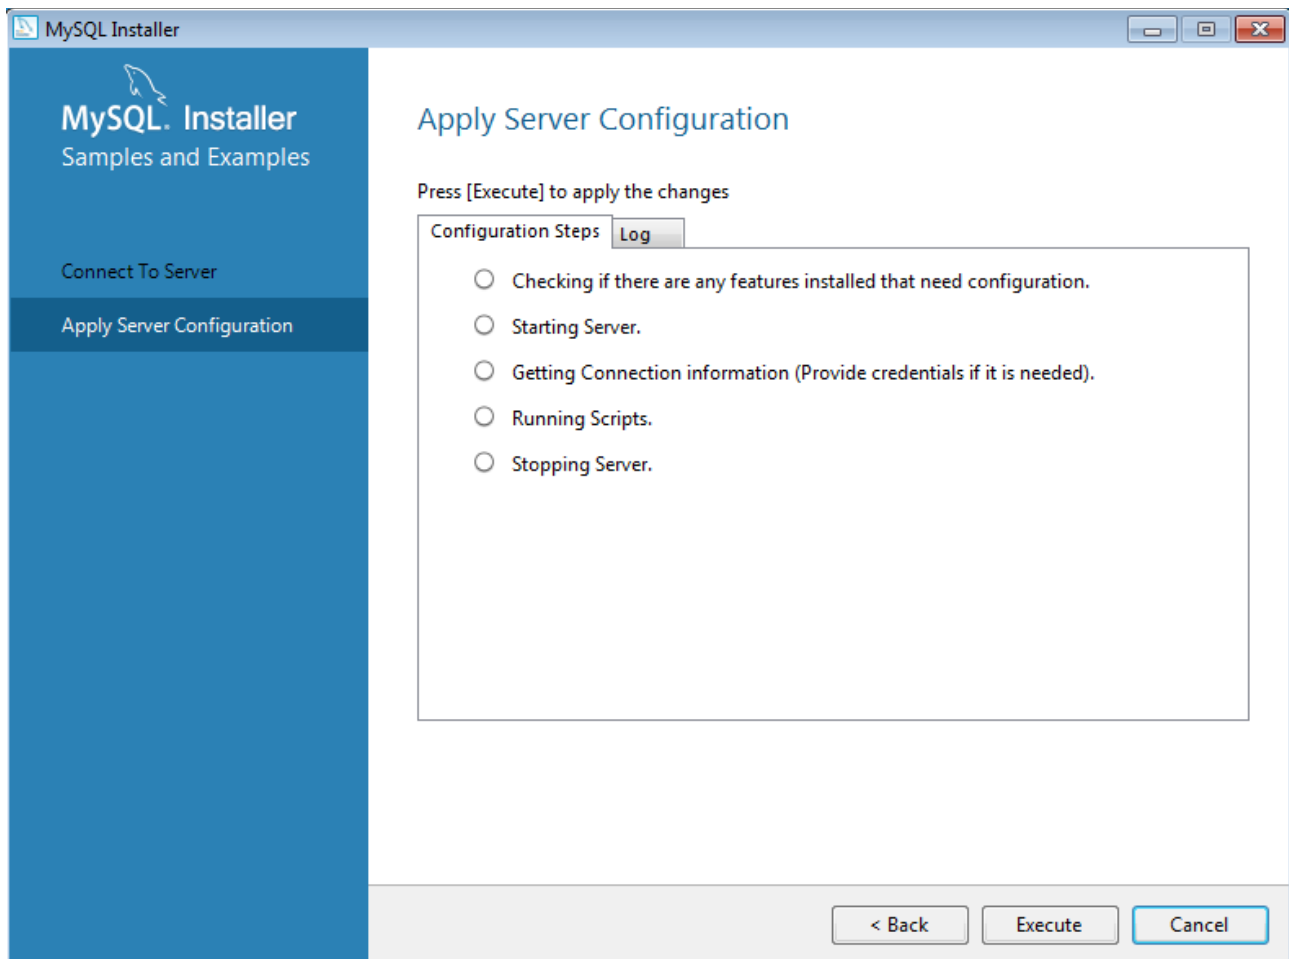 MySQL Installer
MySQL. Installer
Samples and Examples
Connect To Server
Apply Server Configuration
Apply Server Configuration
Press [Execute] to apply the changes
Configuration Steps
Log
Checking if there are any features installed that need configuration.
Starting Server.
Getting Connection information (Provide credentials if it is needed).
Running Scripts.
Stopping Server.
< Back
Execute
Cancel